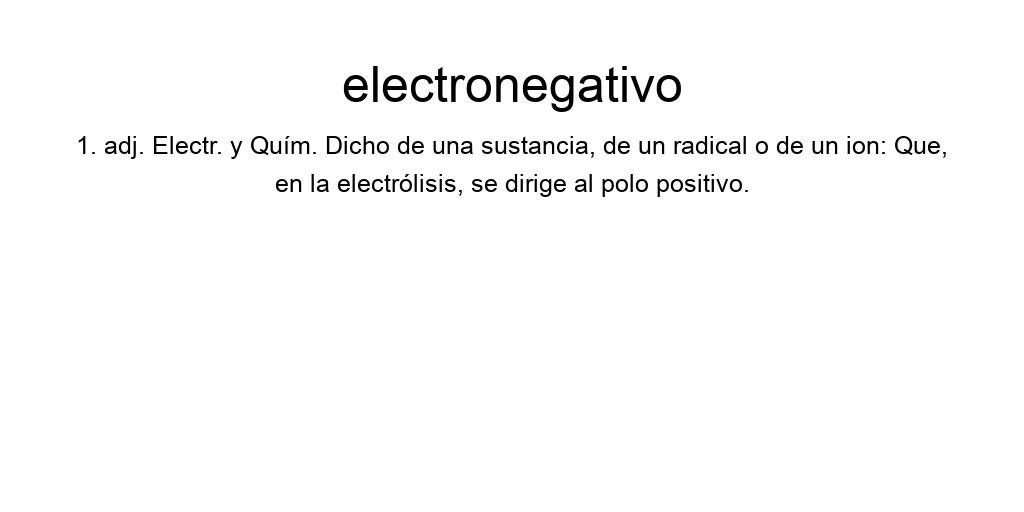 electronegativo
1. adj. Electr. y Quím. Dicho de una sustancia, de un radical o de un ion: Que,
en la electrólisis, se dirige al polo positivo.